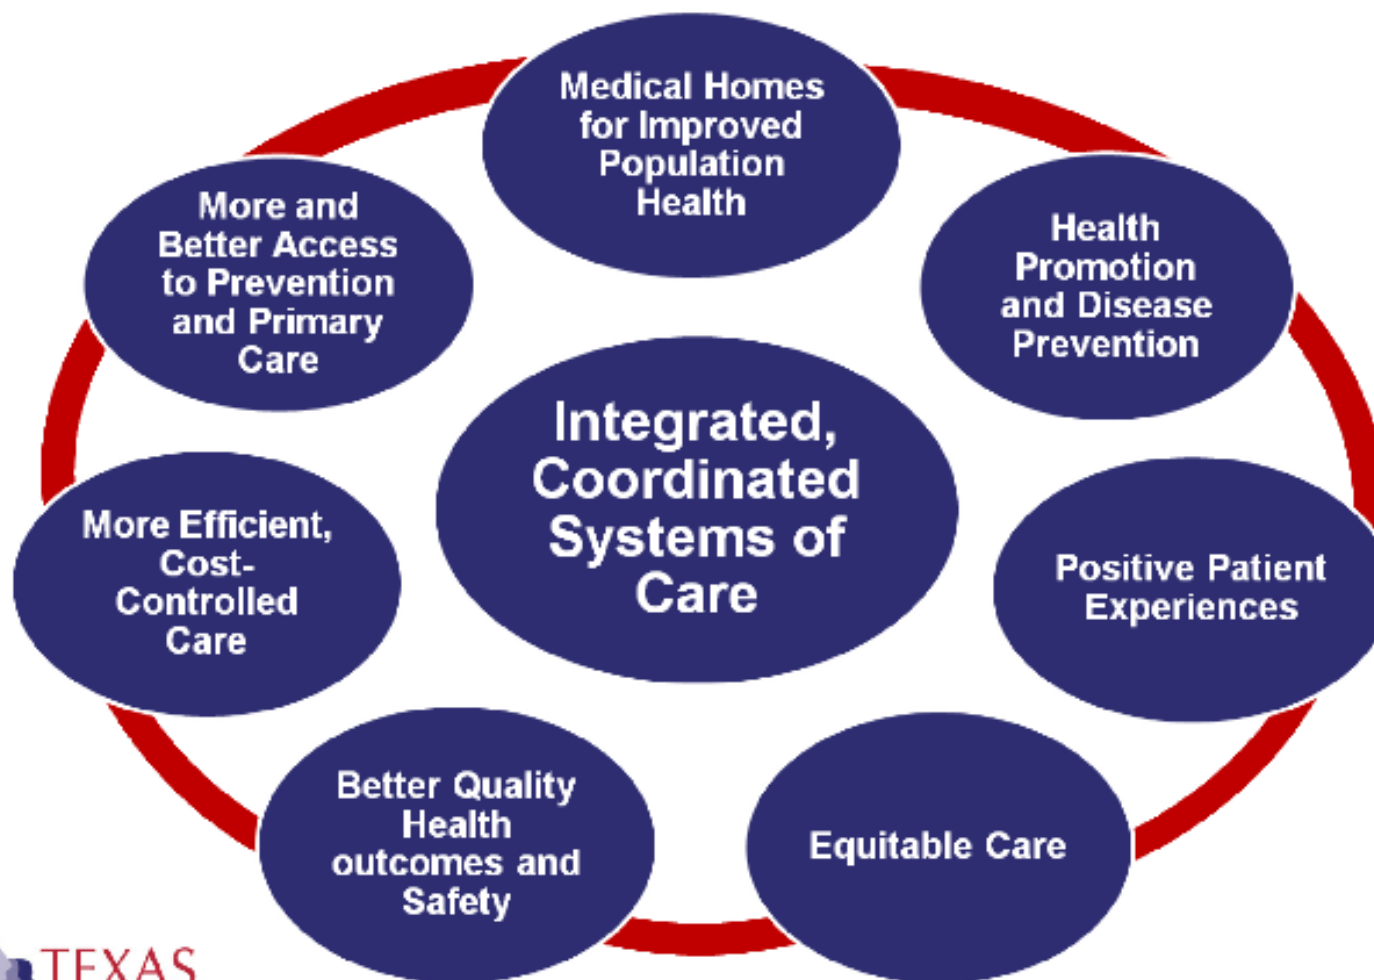 Medical Homes
for Improved
Population
Health
Health
Promotion
and Disease
Prevention
Positive Patient
Experiences
Equitable Care
Better Quality
Health
outcomes and
Safety
More Efficient,
Cost-
Controlled
Care
More and
Better Access
to Prevention
and Primary
Care
Integrated,
Coordinated
Systems of
Care
TEXAS